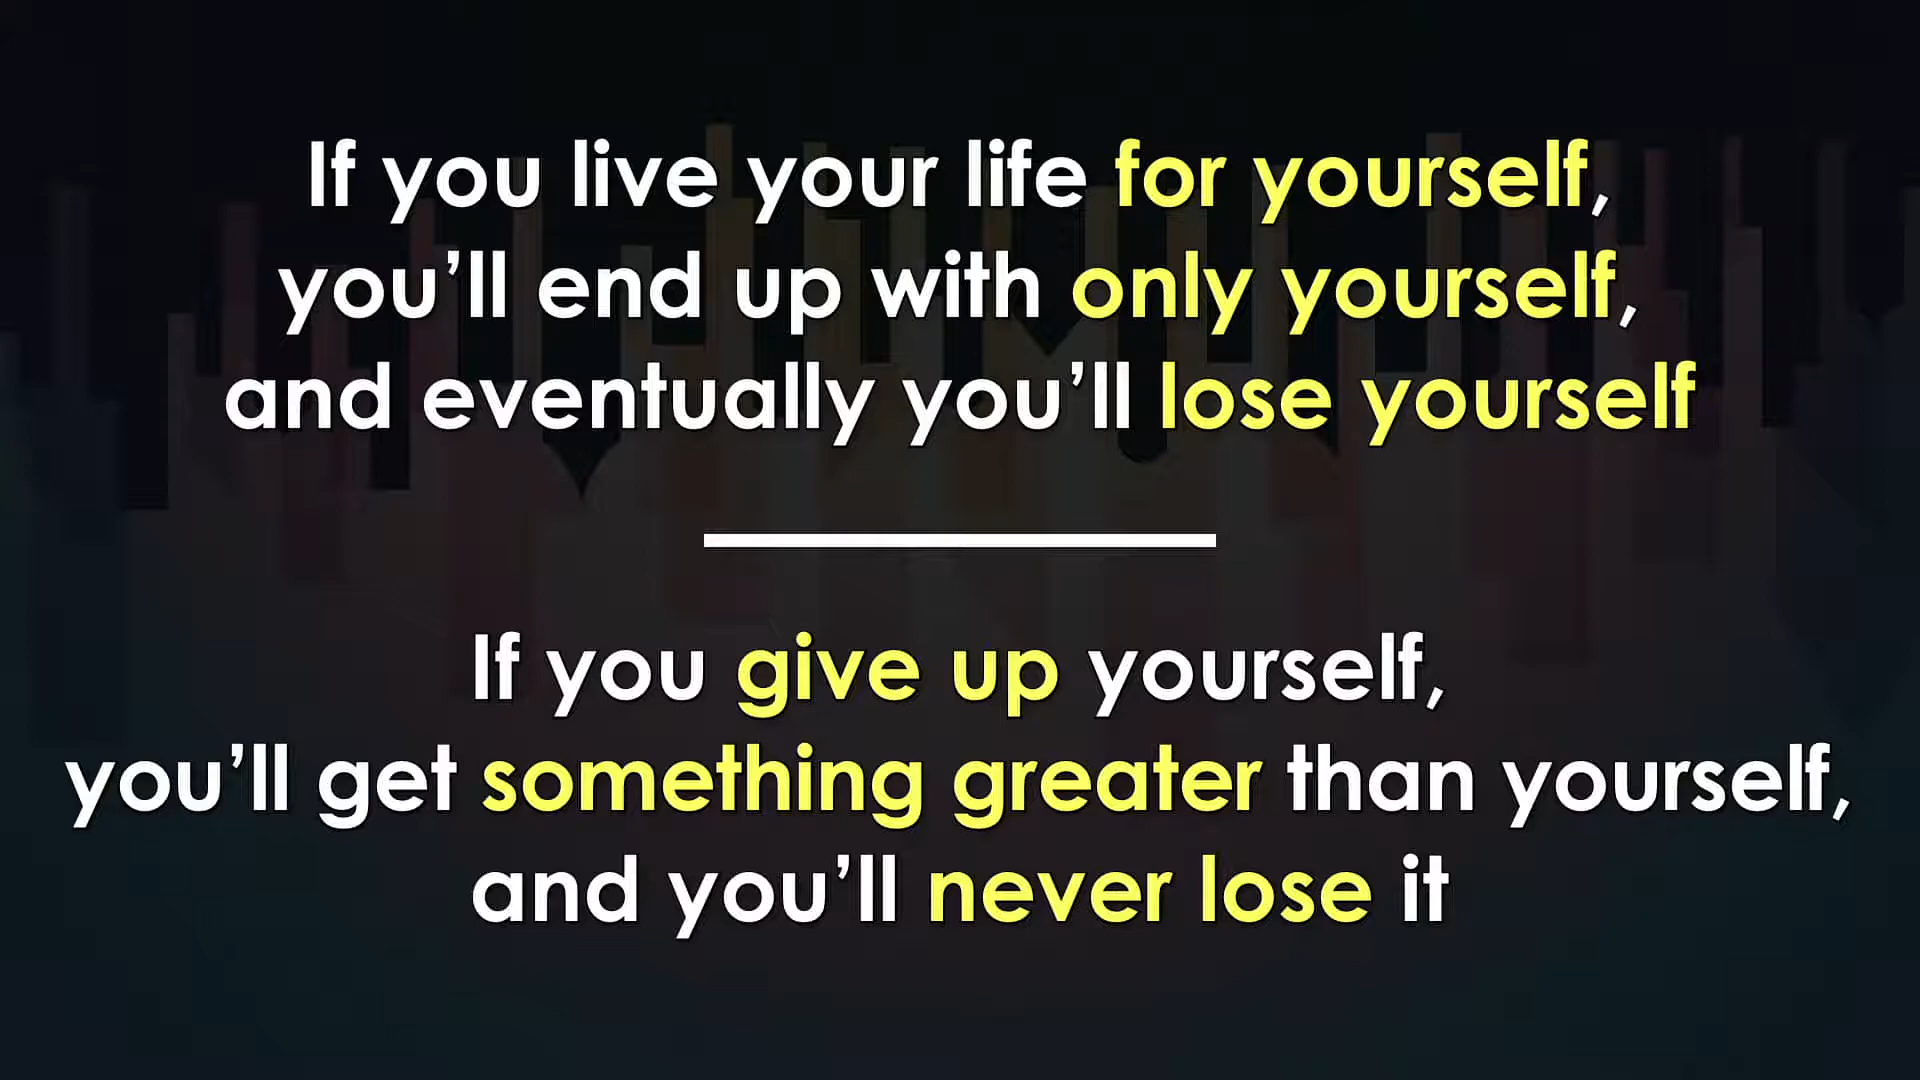 If you live your life for yourself,
you’ll end up with only yourself,
and eventually you’ll lose yourself
If you give up yourself,
you’ll get something greater than yourself,
and you’ll never lose it